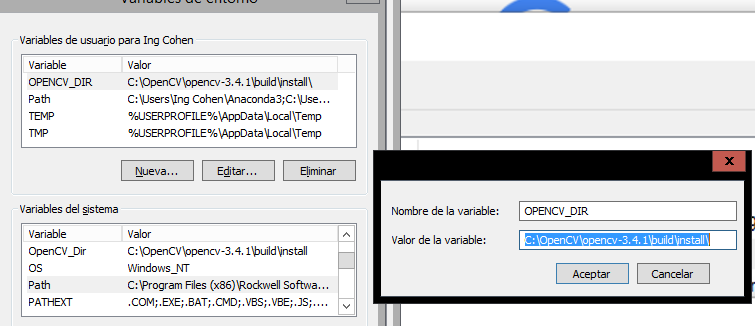 Variables de entorno
Variables de usuario para Ing Cohen
Variable Valor
OPENCV_DIR C:\OpenCV\opencv-3.4.1\build\install\
Path C:\Users\Ing Cohen\Anaconda3;C:\Use...
TEMP %USERPROFILE%\AppData\Local\Temp
TMP %USERPROFILE%\AppData\Local\Temp
Nueva... Editar... Eliminar
Variables del sistema
Variable Valor
OpenCV_Dir C:\OpenCV\opencv-3.4.1\build\install
OS Windows_NT
Path C:\Program Files (x86)\Rockwell Softwa...
PATHEXT .COM;.EXE;.BAT;.CMD;.VBS;.VBE;.JS;....
x
Nombre de la variable: OPENCV_DIR
Valor de la variable: C:\OpenCV\opencv-3.4.1\build\install\
Aceptar Cancelar